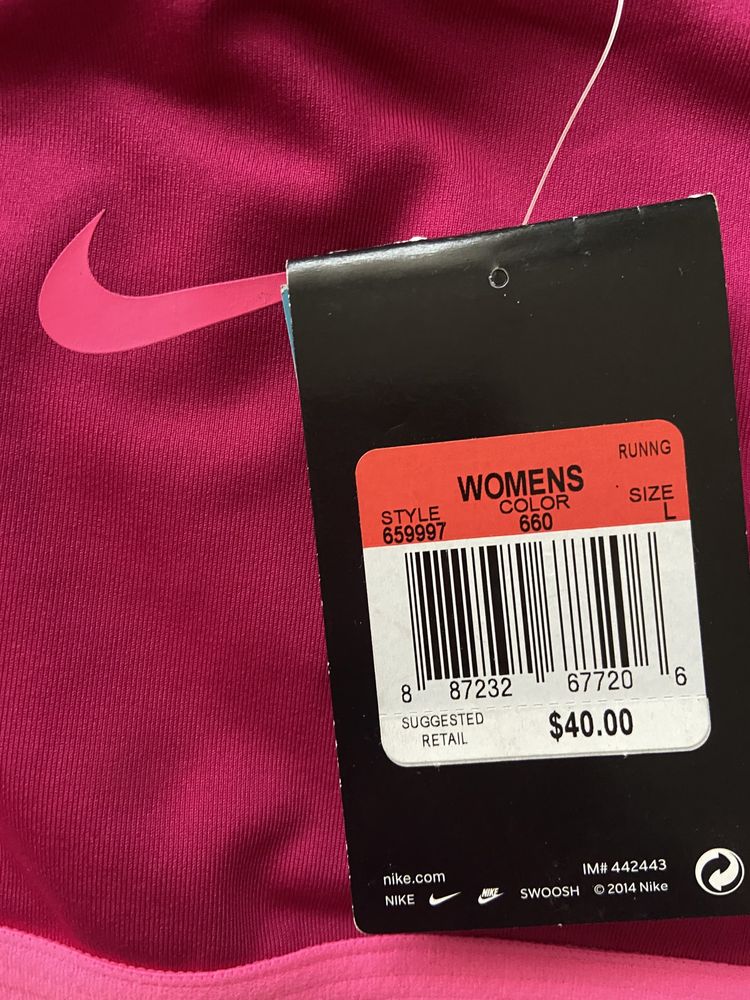 RUNNG
WOMENS
STYLE COLOR SIZE
659997 660 L
8 87232 67720 6
SUGGESTED RETAIL $40.00
nike.com IM# 442443
NIKE NIKE SWOOSH © 2014 Nike